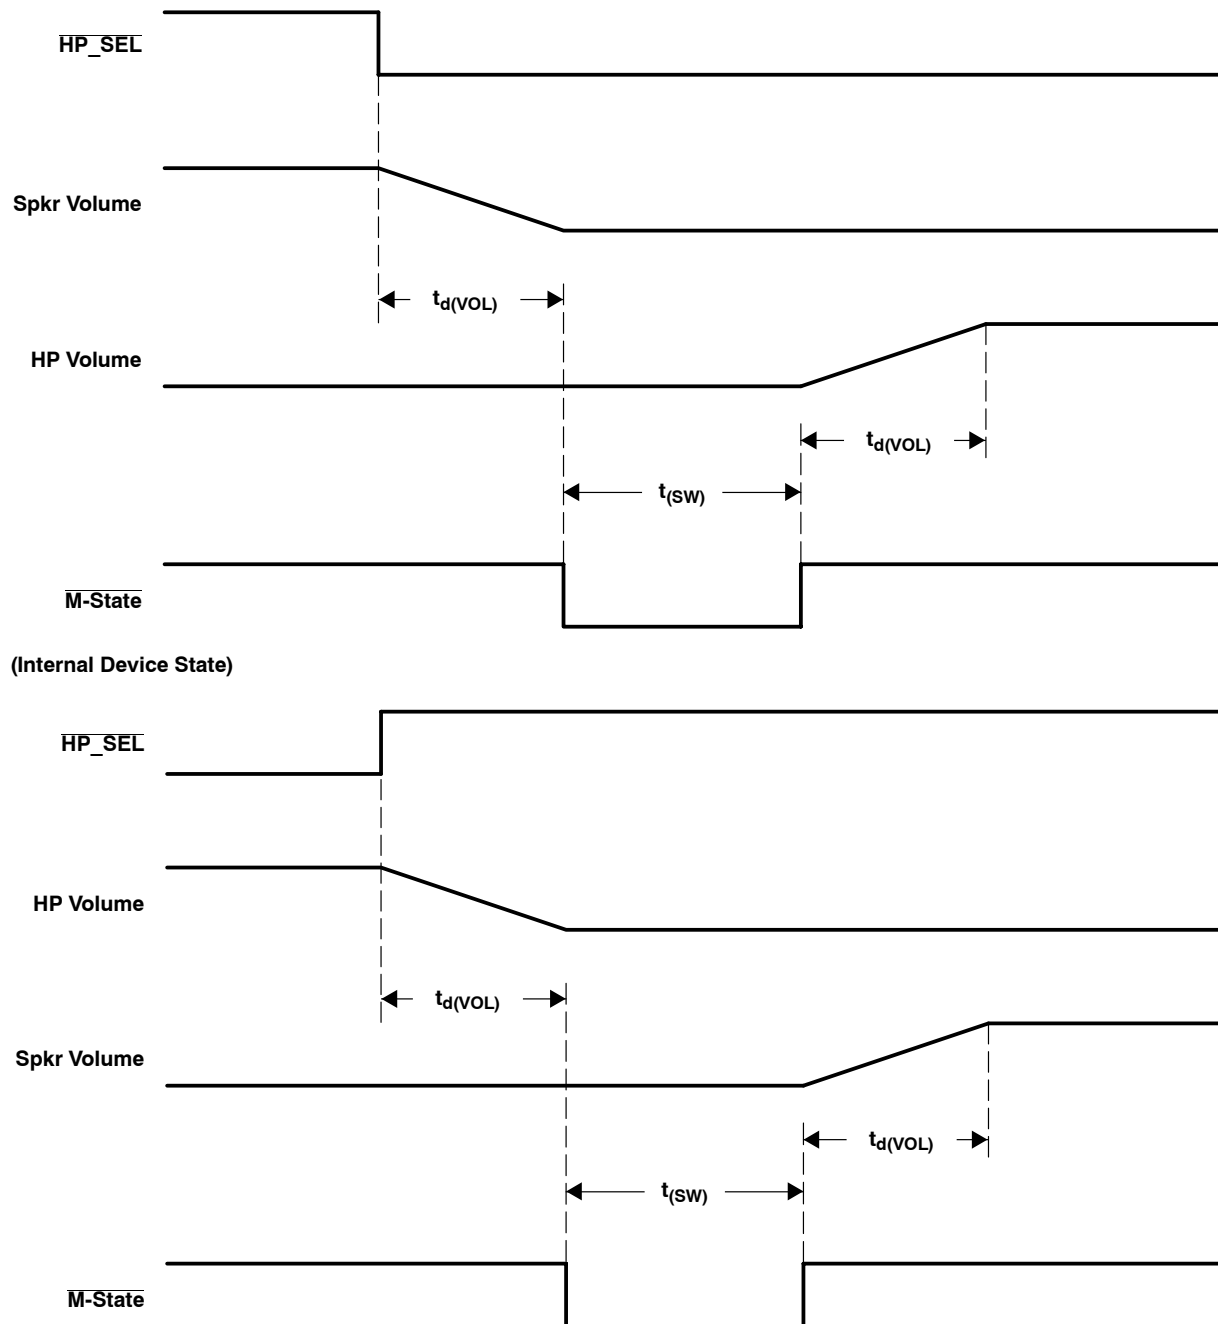 HP_SEL
Spkr Volume
td(VOL)
HP Volume
td(VOL)
t(SW)
M-State
(Internal Device State)
HP_SEL
HP Volume
td(VOL)
Spkr Volume
td(VOL)
t(SW)
M-State